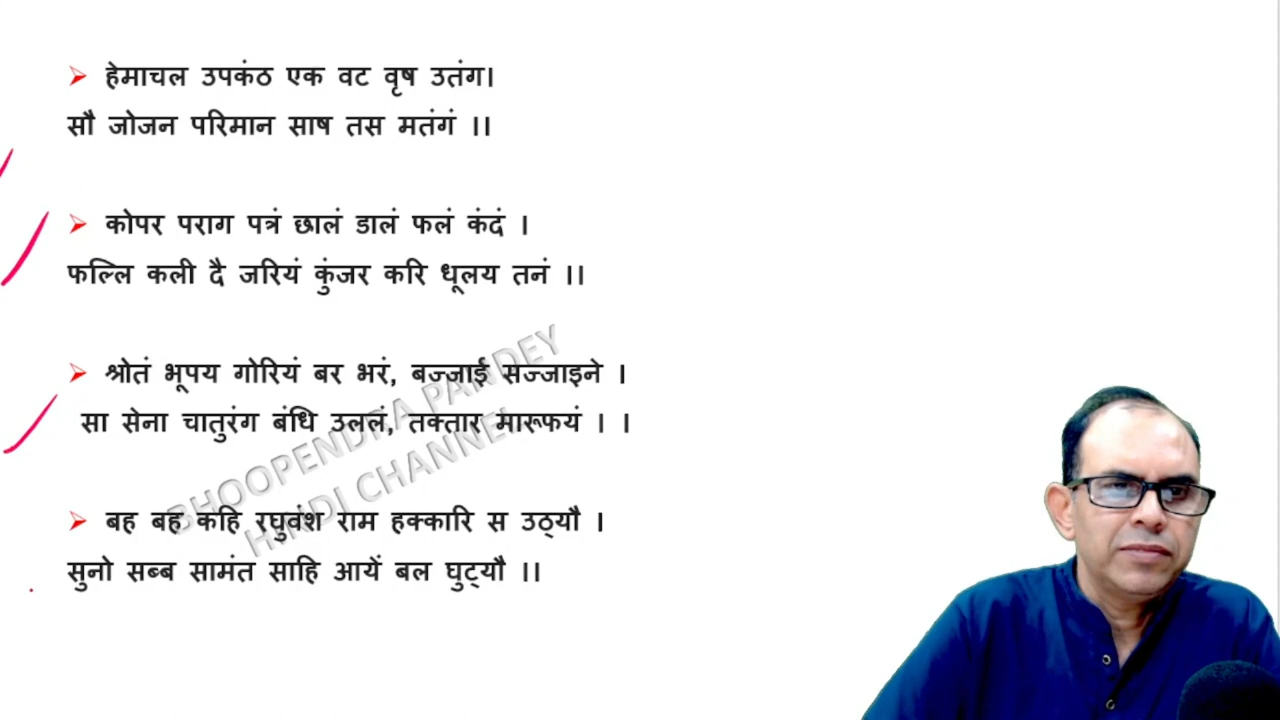 हेमाचल उपकंठ एक वट वृष उतंग।
सौ जोजन परिमान साष तस मतंगं ।।
कोपर पराग पत्रं छालं डालं फलं कंदं ।
फल्लि कली दै जरियं कुंजर करि धूलय तनं ।।
श्रोतं भूपय गोरियं बर भरं, बज्जाई सज्जाइने ।
सा सेना चातुरंग बंधि उललं, तक्तार मारूफयं । ।
बह बह कहि रघुवंश राम हक्कारि स उठ्यौ ।
सुनो सब्ब सामंत साहि आयें बल घुट्यौ ।।
BHOOPENDRA PANDEY
HINDI CHANNEL